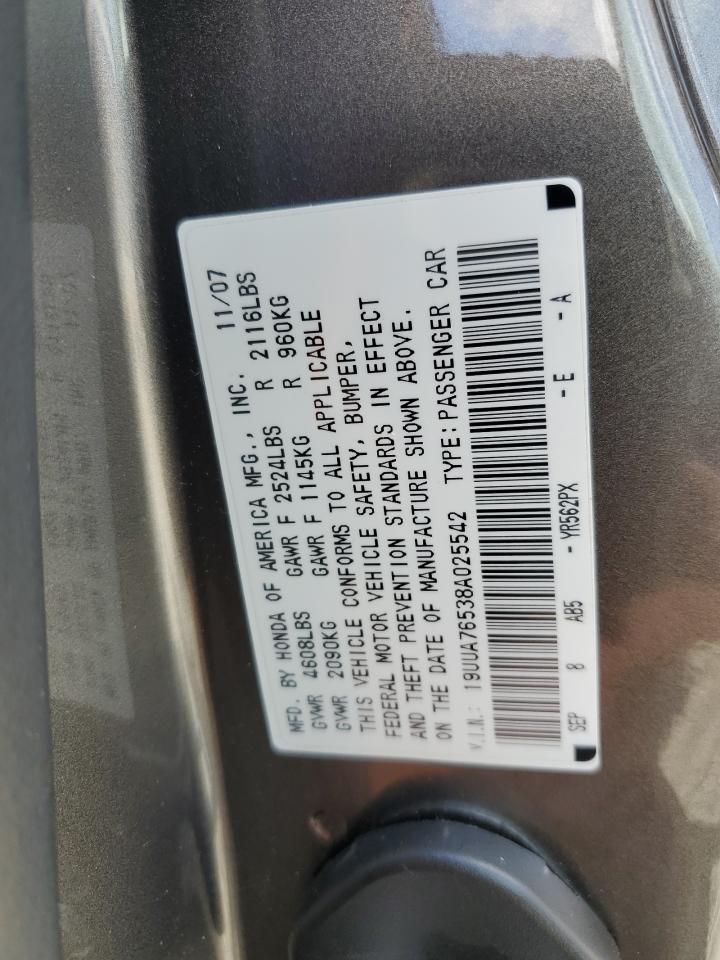 MFD. BY HONDA OF AMERICA MFG., INC. 11/07
GVWR 4608LBS GAWR F 2524LBS R 2116LBS
GVWR 2090KG GAWR F 1145KG R 960KG
THIS VEHICLE CONFORMS TO ALL APPLICABLE
FEDERAL MOTOR VEHICLE SAFETY, BUMPER,
AND THEFT PREVENTION STANDARDS IN EFFECT
ON THE DATE OF MANUFACTURE SHOWN ABOVE.
V.I.N.: 19UUA76538A025542 TYPE: PASSENGER CAR
SEP 8 AB5 - YR562PX - E - A